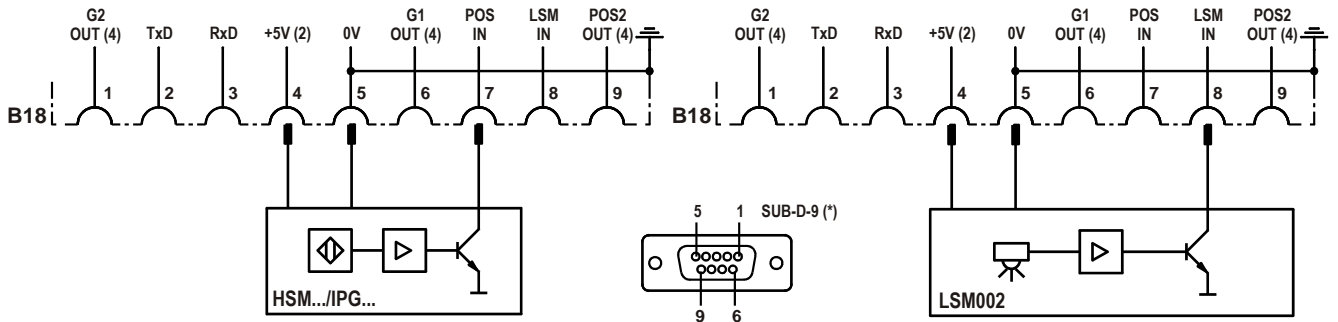 G2 OUT (4) TxD RxD +5V (2) 0V G1 OUT (4) POS IN LSM IN POS2 OUT (4)
1 2 3 4 5 6 7 8 9
B18
HSM.../IPG...
5 1 SUB-D-9 (*)
9 6
G2 OUT (4) TxD RxD +5V (2) 0V G1 OUT (4) POS IN LSM IN POS2 OUT (4)
1 2 3 4 5 6 7 8 9
B18
LSM002